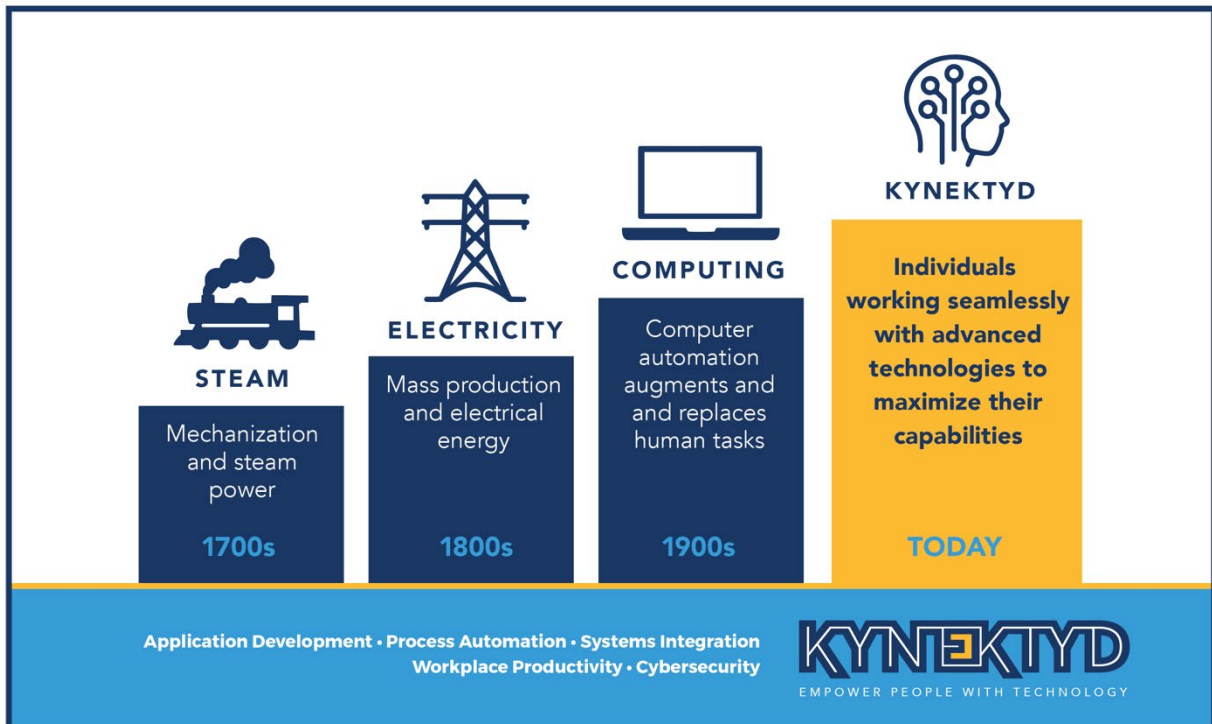 STEAM
Mechanization
and steam
power
1700s
ELECTRICITY
Mass production
and electrical
energy
1800s
COMPUTING
Computer
automation
augments and
and replaces
human tasks
1900s
KYNEKTYD
Individuals
working seamlessly
with advanced
technologies to
maximize their
capabilities
TODAY
Application Development • Process Automation • Systems Integration
Workplace Productivity • Cybersecurity
KYNEKTYD
EMPOWER PEOPLE WITH TECHNOLOGY